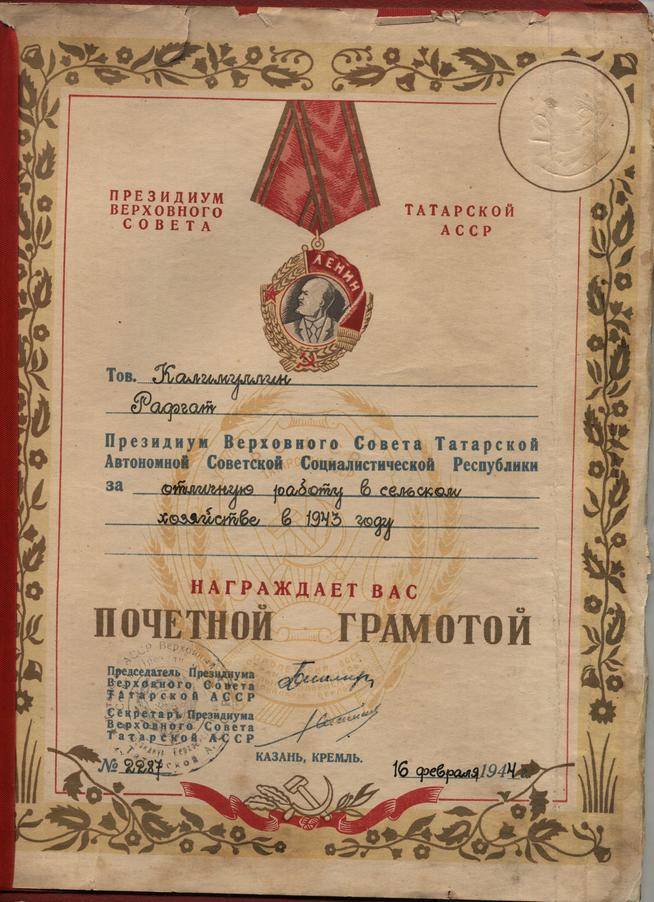 ПРЕЗИДИУМ
ВЕРХОВНОГО
СОВЕТА
ТАТАРСКОЙ
АССР
ЛЕНИН
Тов. Калимуллин
Рафгат
Президиум Верховного Совета Татарской
Автономной Советской Социалистической Республики
за отличную работу в сельском
хозяйстве в 1943 году
НАГРАЖДАЕТ ВАС
ПОЧЕТНОЙ ГРАМОТОЙ
Председатель Президиума
Верховного Совета
Татарской АССР
Секретарь Президиума
Верховного Совета
Татарской АССР
КАЗАНЬ, КРЕМЛЬ.
№ 2287
16 февраля 1944 г.